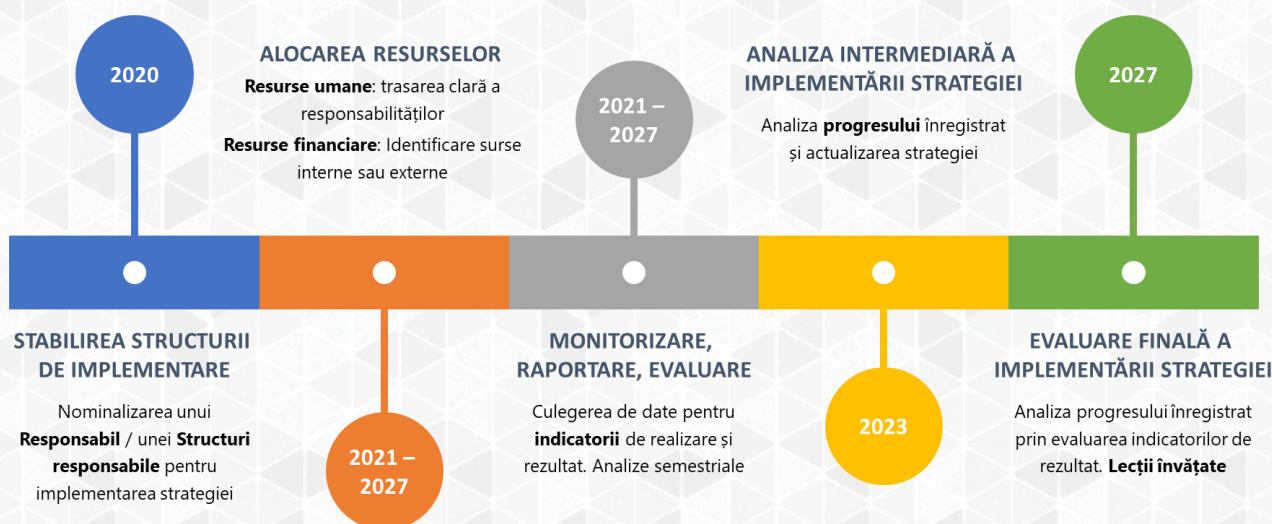 2020
STABILIREA STRUCTURII
DE IMPLEMENTARE
Nominalizarea unui
Responsabil / unei Structuri
responsabile pentru
implementarea strategiei
ALOCAREA RESURSELOR
Resurse umane: trasarea clară a
responsabilităților
Resurse financiare: Identificare surse
interne sau externe
2021 –
2027
2021 –
2027
MONITORIZARE,
RAPORTARE, EVALUARE
Culegerea de date pentru
indicatorii de realizare și
rezultat. Analize semestriale
ANALIZA INTERMEDIARĂ A
IMPLEMENTĂRII STRATEGIEI
Analiza progresului înregistrat
și actualizarea strategiei
2023
2027
EVALUARE FINALĂ A
IMPLEMENTĂRII STRATEGIEI
Analiza progresului înregistrat
prin evaluarea indicatorilor de
rezultat. Lecții învățate